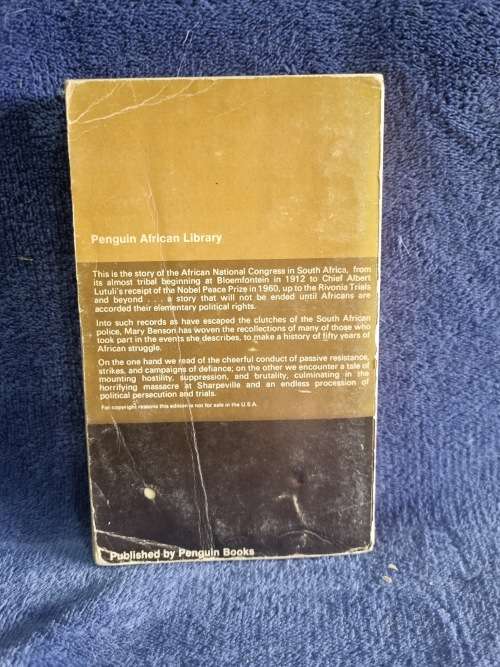 Penguin African Library
This is the story of the African National Congress in South Africa, from
its almost tribal beginning at Bloemfontein in 1912 to Chief Albert
Lutuli's receipt of the Nobel Peace Prize in 1960, up to the Rivonia Trials
and beyond . . . . a story that will not be ended until Africans are
accorded their elementary political rights.
Into such records as have escaped the clutches of the South African
police, Mary Benson has woven the recollections of many of those who
took part in the events she describes, to make a history of fifty years of
African struggle.
On the one hand we read of the cheerful conduct of passive resistance,
strikes, and campaigns of defiance; on the other we encounter a tale of
mounting hostility, suppression, and brutality, culminating in the
horrifying massacre at Sharpeville and an endless procession of
political persecution and trials.
For copyright reasons this edition is not for sale in the U.S.A.
Published by Penguin Books